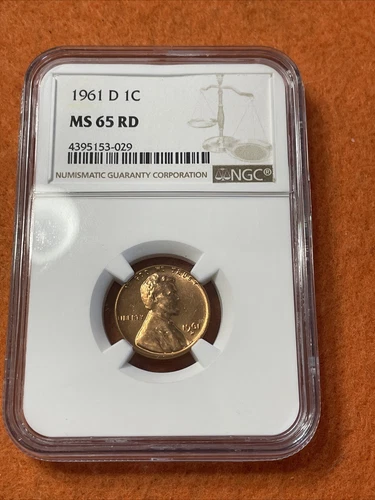 1961 D 1C
MS 65 RD
4395153-029
NUMISMATIC GUARANTY CORPORATION
NGC®
LIBERTY
1961
D